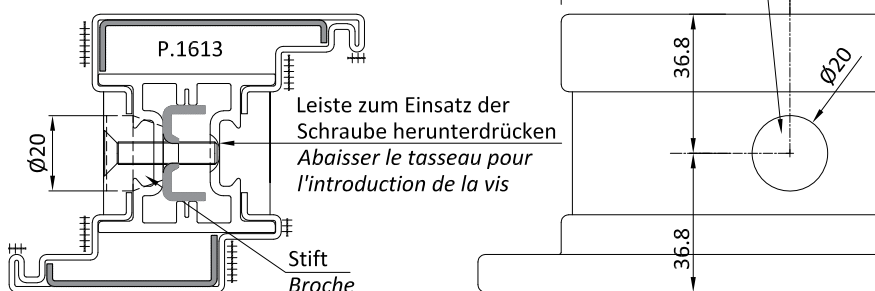 P.1613
Ø20
Leiste zum Einsatz der
Schraube herunterdrücken
Abaisser le tasseau pour
l'introduction de la vis
Stift
Broche
36.8
36.8
Ø20